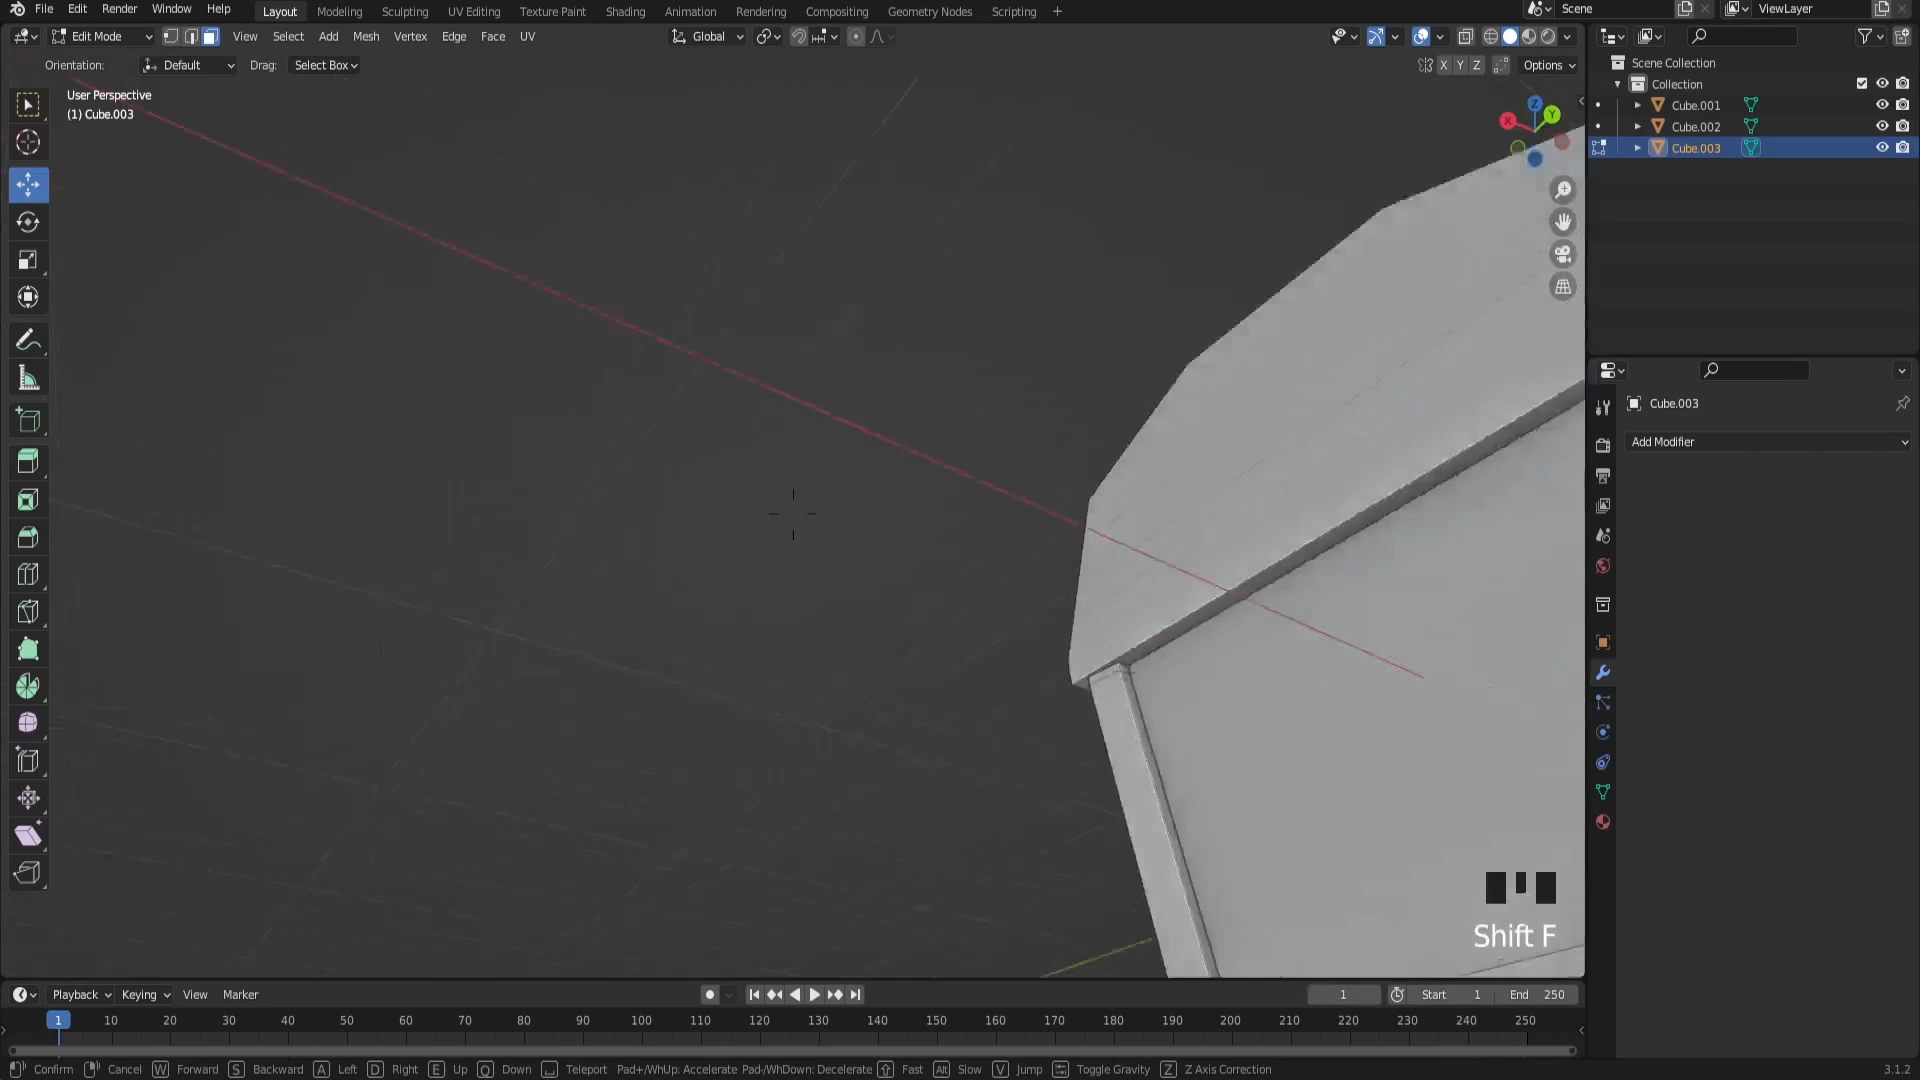 File Edit Render Window Help Layout Modeling Sculpting UV Editing Texture Paint Shading Animation Rendering Compositing Geometry Nodes Scripting + Scene ViewLayer
Edit Mode View Select Add Mesh Vertex Edge Face UV Global
Orientation: Default Drag: Select Box X Y Z Options
User Perspective
(1) Cube.003
Z
Y
X
Scene Collection
Collection
Cube.001
Cube.002
Cube.003
Cube.003
Add Modifier
Shift F
Playback Keying View Marker 1 Start 1 End 250
1 10 20 30 40 50 60 70 80 90 100 110 120 130 140 150 160 170 180 190 200 210 220 230 240 250
Confirm Cancel W Forward S Backward A Left D Right E Up Q Down Teleport Pad+/WhUp: Accelerate Pad-/WhDown: Decelerate Fast Alt Slow V Jump Toggle Gravity Z Z Axis Correction 3.1.2